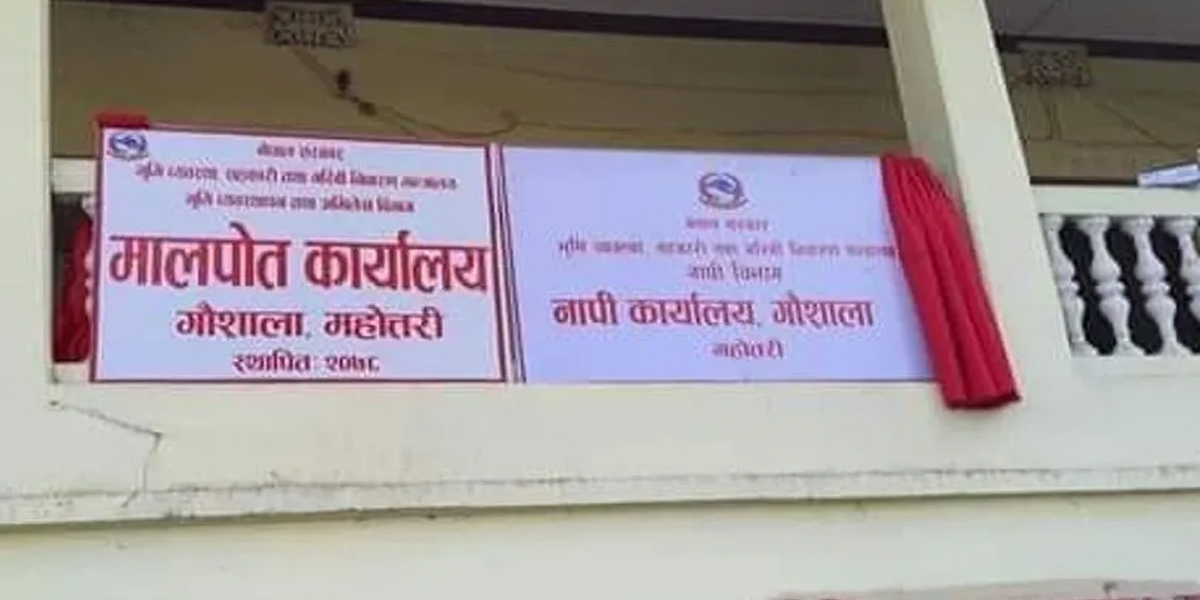 नेपाल सरकार
भूमि व्यवस्था, सहकारी तथा गरिबी निवारण मन्त्रालय
भूमि व्यवस्थापन तथा अभिलेख विभाग
मालपोत कार्यालय
गौशाला, महोत्तरी
स्थापित २०७८
नेपाल सरकार
भूमि व्यवस्था, सहकारी तथा गरिबी निवारण मन्त्रालय
नापी विभाग
नापी कार्यालय, गौशाला
महोत्तरी